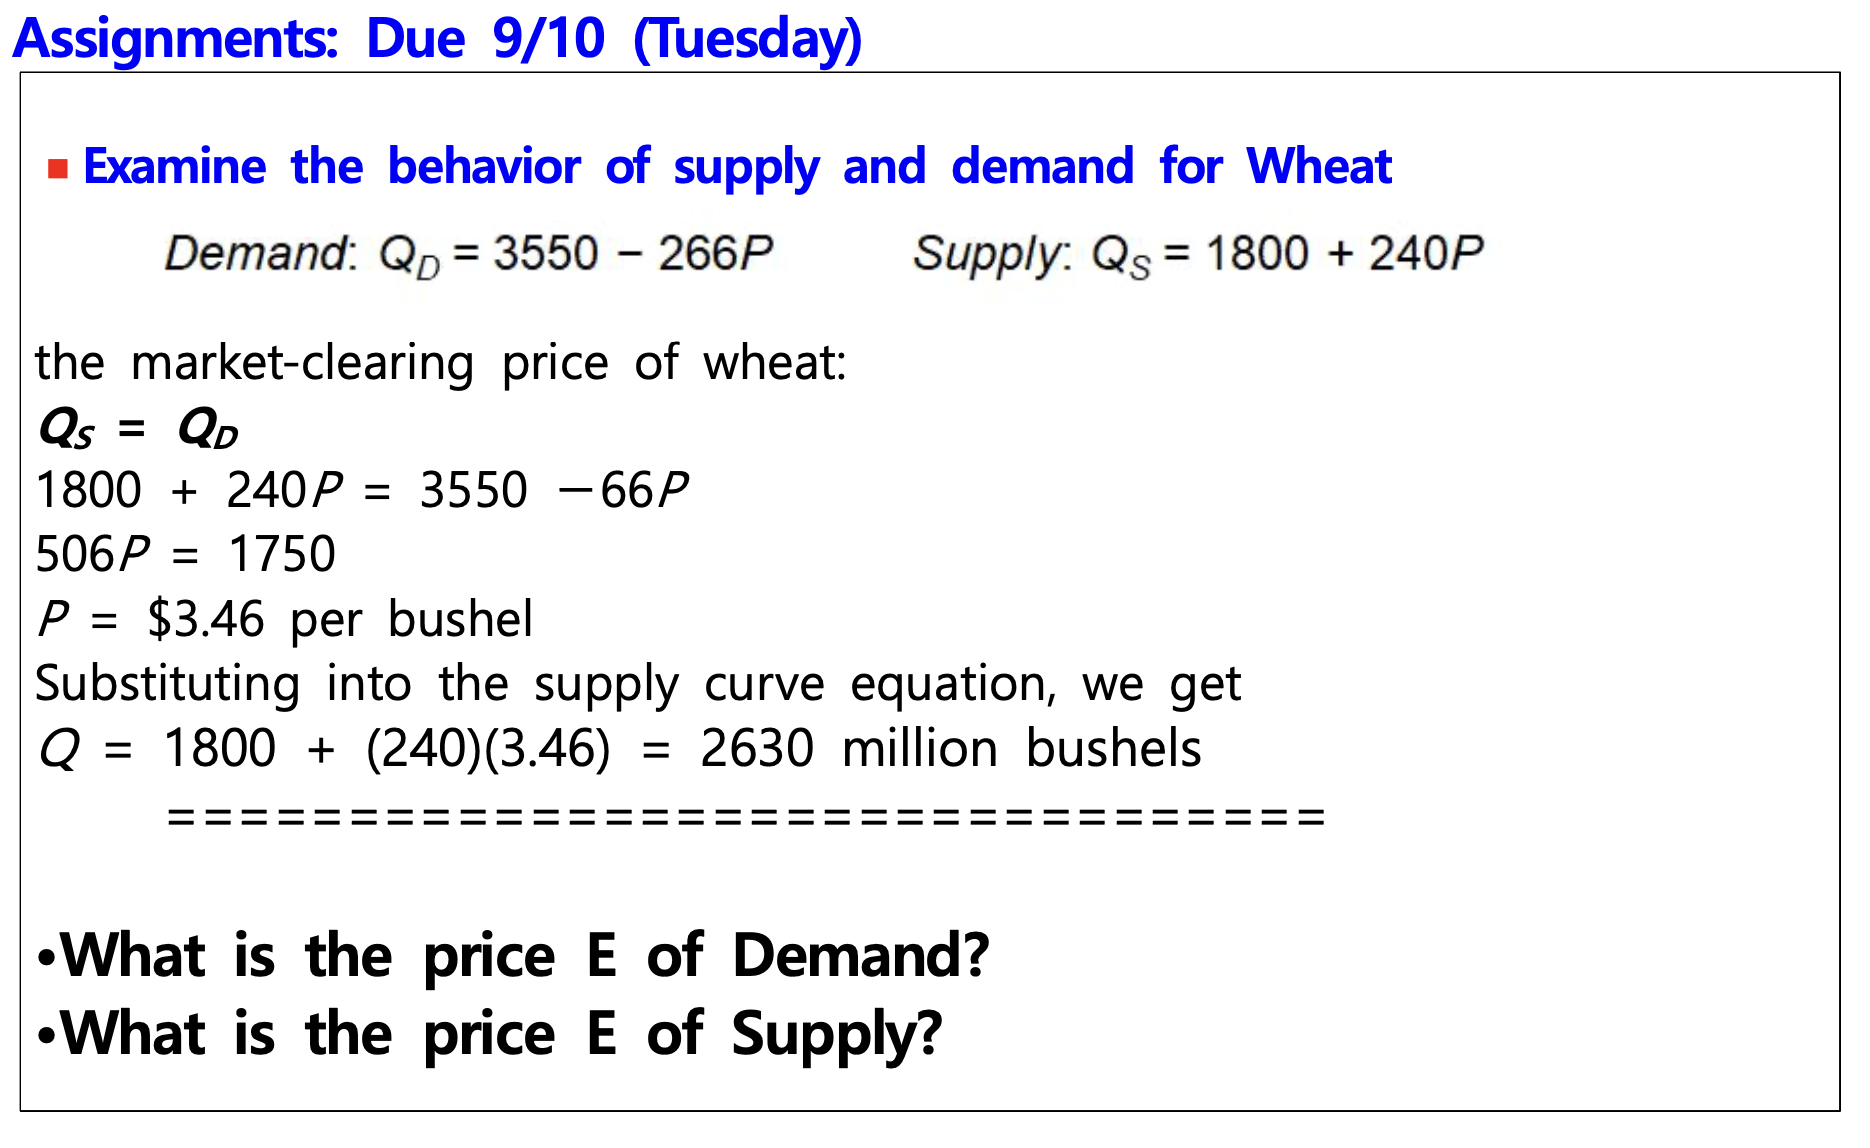 Assignments: Due 9/10 (Tuesday)
■ Examine the behavior of supply and demand for Wheat
Demand: Q_D = 3550 – 266P Supply: Q_S = 1800 + 240P
the market-clearing price of wheat:
Q_S = Q_D
1800 + 240P = 3550 －66P
506P = 1750
P = $3.46 per bushel
Substituting into the supply curve equation, we get
Q = 1800 + (240)(3.46) = 2630 million bushels
================================
•What is the price E of Demand?
•What is the price E of Supply?